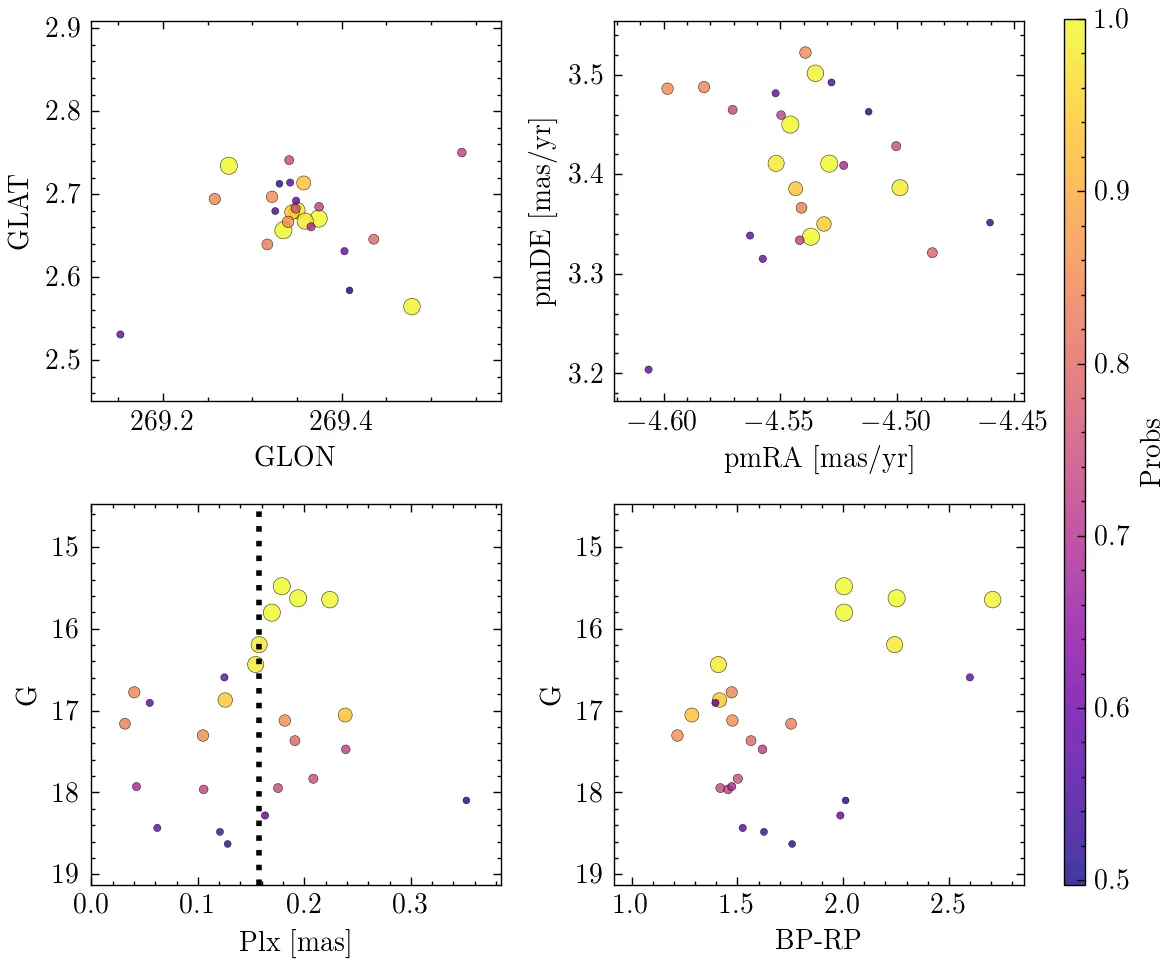 2.9
2.8
2.7
2.6
2.5
GLAT
269.2 269.4
GLON
3.5
3.4
3.3
3.2
pmDE [mas/yr]
−4.60 −4.55 −4.50 −4.45
pmRA [mas/yr]
15
16
17
18
19
G
0.0 0.1 0.2 0.3
Plx [mas]
15
16
17
18
19
G
1.0 1.5 2.0 2.5
BP-RP
1.0
0.9
0.8
0.7
0.6
0.5
Probs